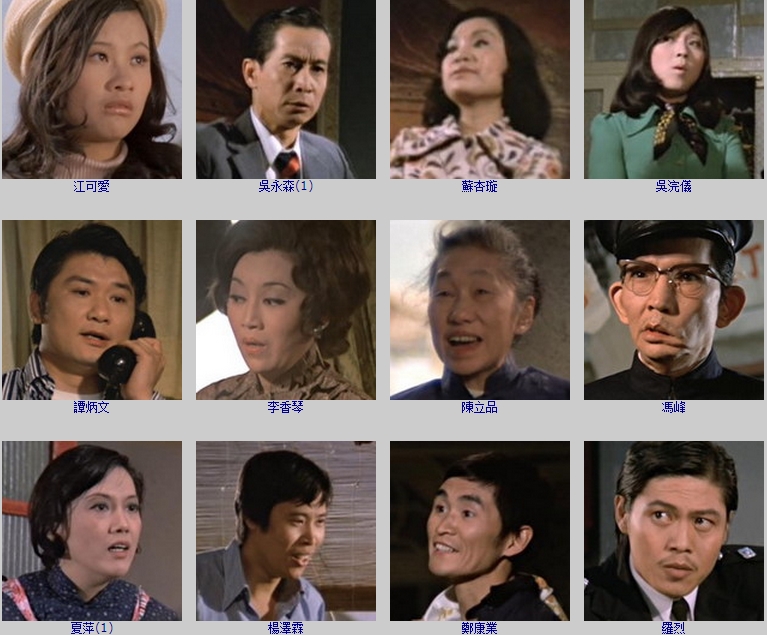 江可愛
吳永森(1)
蘇杏璇
吳浣儀
譚炳文
李香琴
陳立品
馮峰
夏萍(1)
楊澤霖
鄭康業
羅烈